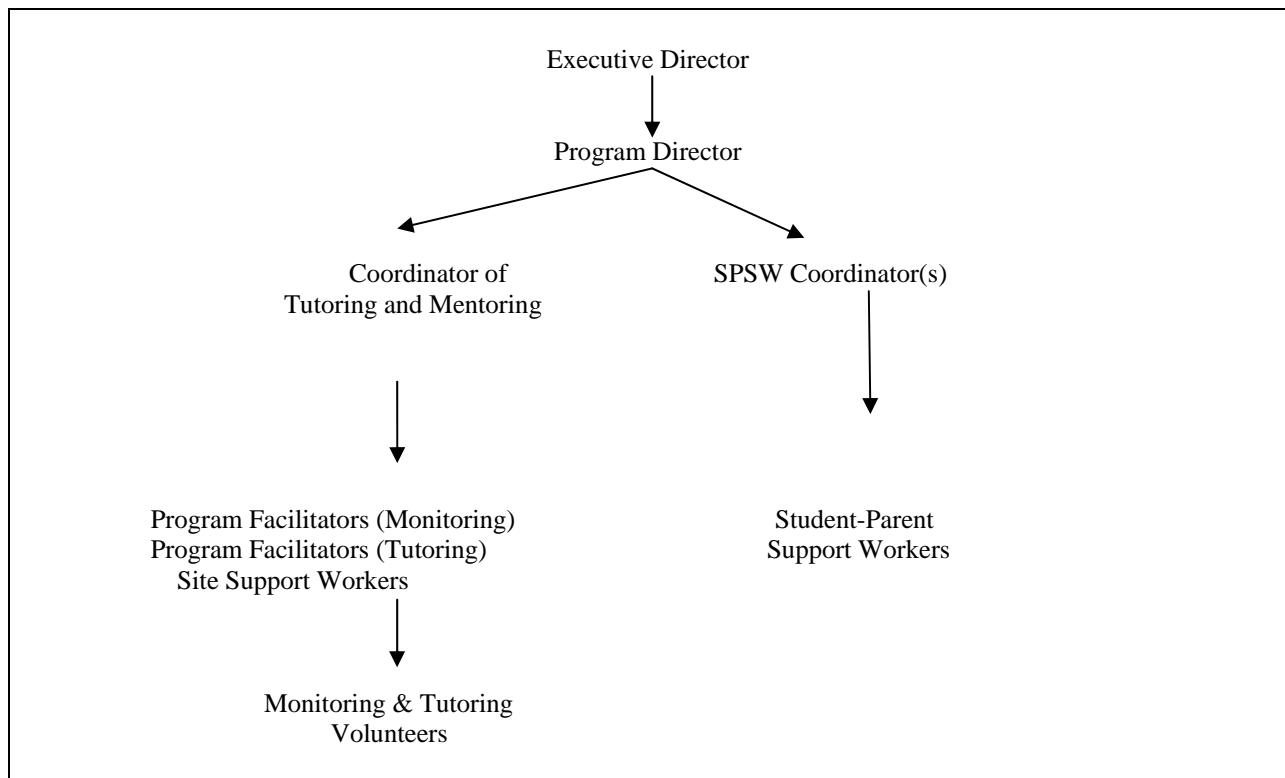 Executive Director
Program Director
Coordinator of
Tutoring and Mentoring
SPSW Coordinator(s)
Program Facilitators (Monitoring)
Program Facilitators (Tutoring)
Site Support Workers
Student-Parent
Support Workers
Monitoring & Tutoring
Volunteers